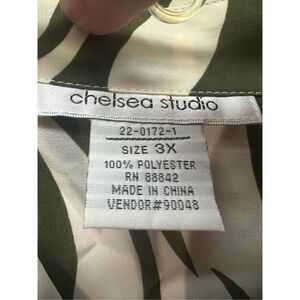 chelsea studio
22-0172-1
SIZE 3X
100% POLYESTER
RN 88842
MADE IN CHINA
VENDOR#90048